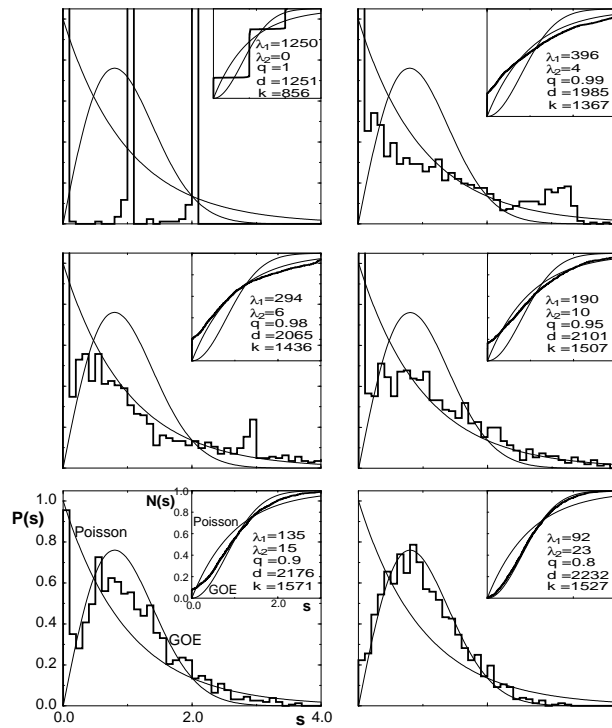 λ1=1250
λ2=0
q =1
d =1251
k =856
λ1=396
λ2=4
q =0.99
d =1985
k =1367
λ1=294
λ2=6
q =0.98
d =2065
k =1436
λ1=190
λ2=10
q =0.95
d =2101
k =1507
1.0
P(s)
0.8
0.6
0.4
0.2
0.0
0.0
2.0
s
4.0
Poisson
GOE
N(s)
1.0
0.8
0.6
0.4
0.2
0.0
0.0
2.0
s
Poisson
GOE
λ1=135
λ2=15
q =0.9
d =2176
k =1571
λ1=92
λ2=23
q =0.8
d =2232
k =1527